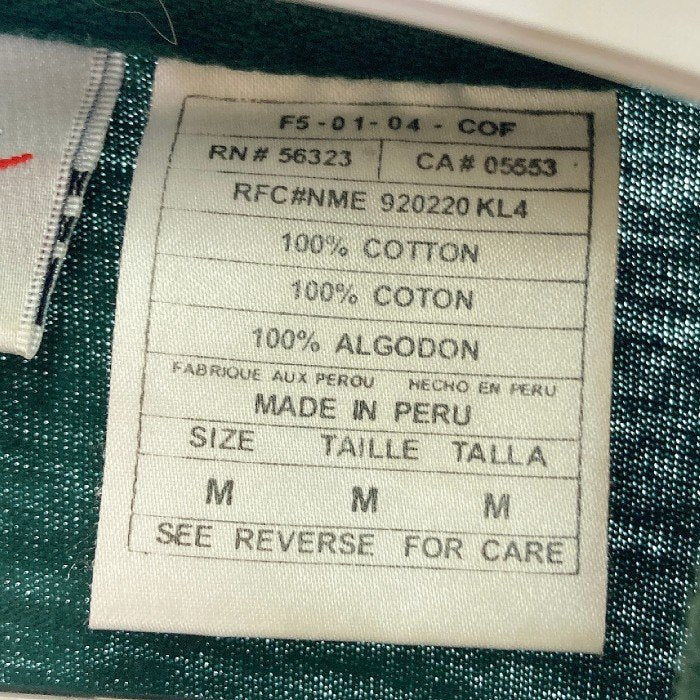 F5-01-04 - COF
RN# 56323 CA# 05553
RFC#NME 920220 KL4
100% COTTON
100% COTON
100% ALGODON
FABRIQUE AUX PEROU HECHO EN PERU
MADE IN PERU
SIZE TAILLE TALLA
M M M
SEE REVERSE FOR CARE